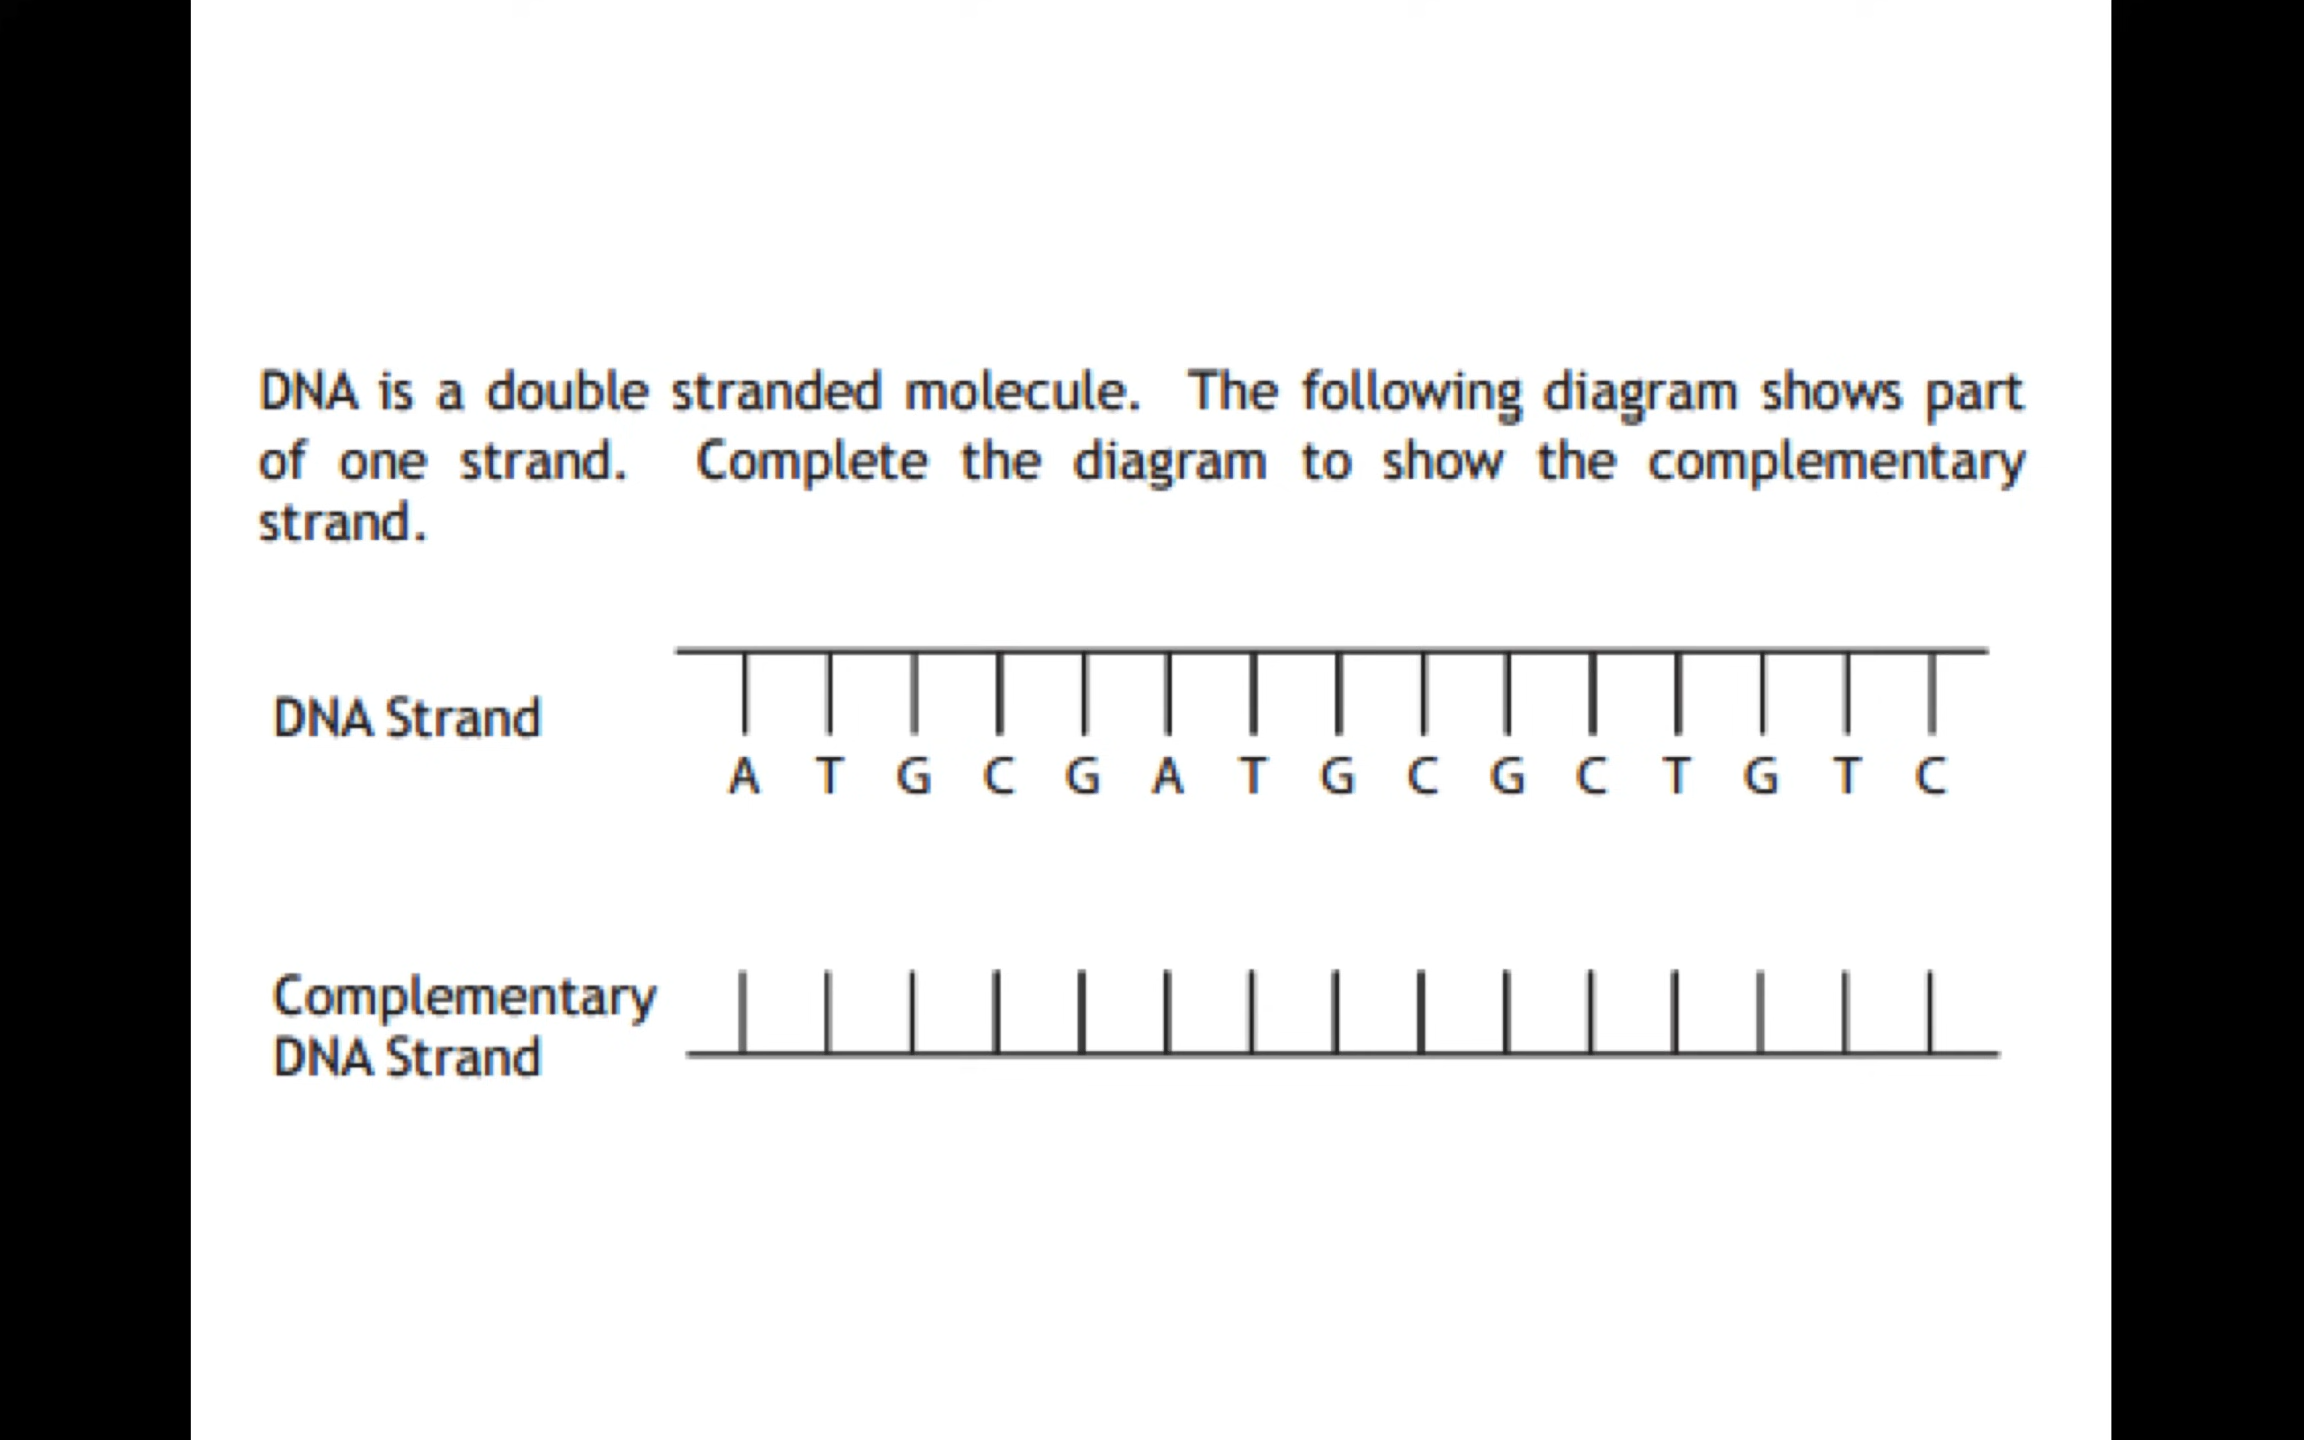 DNA is a double stranded molecule. The following diagram shows part
of one strand. Complete the diagram to show the complementary
strand.
DNA Strand
A T G C G A T G C G C T G T C
Complementary
DNA Strand